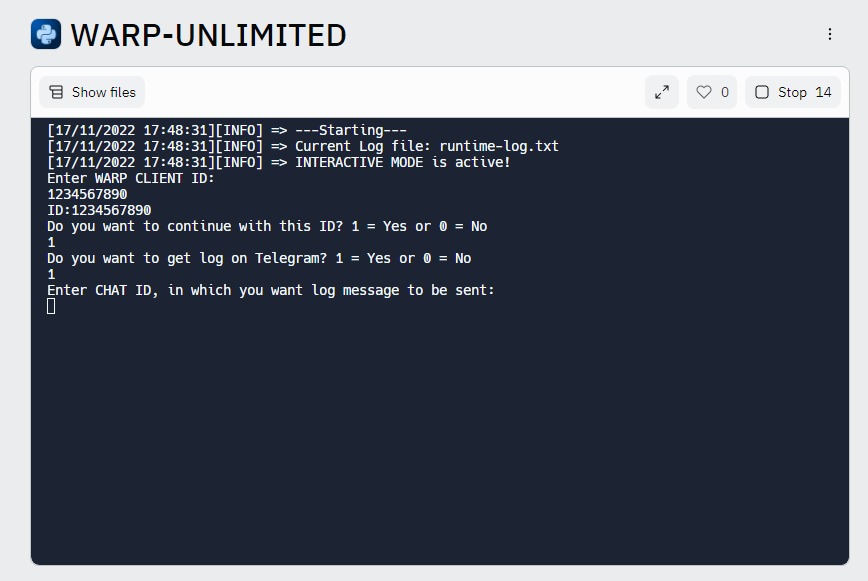 WARP-UNLIMITED
Show files
0
Stop 14
[17/11/2022 17:48:31][INFO] => ---Starting---
[17/11/2022 17:48:31][INFO] => Current Log file: runtime-log.txt
[17/11/2022 17:48:31][INFO] => INTERACTIVE MODE is active!
Enter WARP CLIENT ID:
1234567890
ID:1234567890
Do you want to continue with this ID? 1 = Yes or 0 = No
1
Do you want to get log on Telegram? 1 = Yes or 0 = No
1
Enter CHAT ID, in which you want log message to be sent: